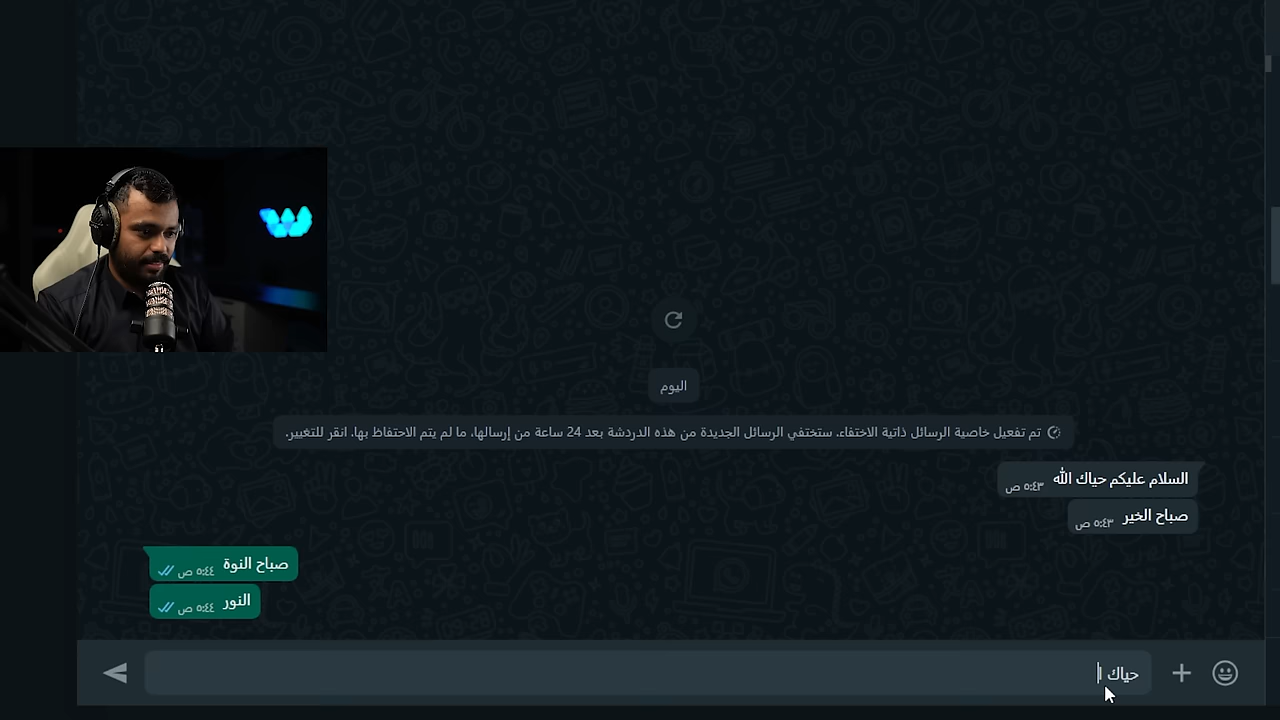 اليوم
تم تفعيل خاصية الرسائل ذاتية الاختفاء. ستختفي الرسائل الجديدة من هذه الدردشة بعد 24 ساعة من إرسالها، ما لم يتم الاحتفاظ بها. انقر للتغيير.
السلام عليكم حياك الله ٥:٤٣ ص
صباح الخير ٥:٤٣ ص
صباح النوة ٥:٤٤ ص
النور ٥:٤٤ ص
حياك ا